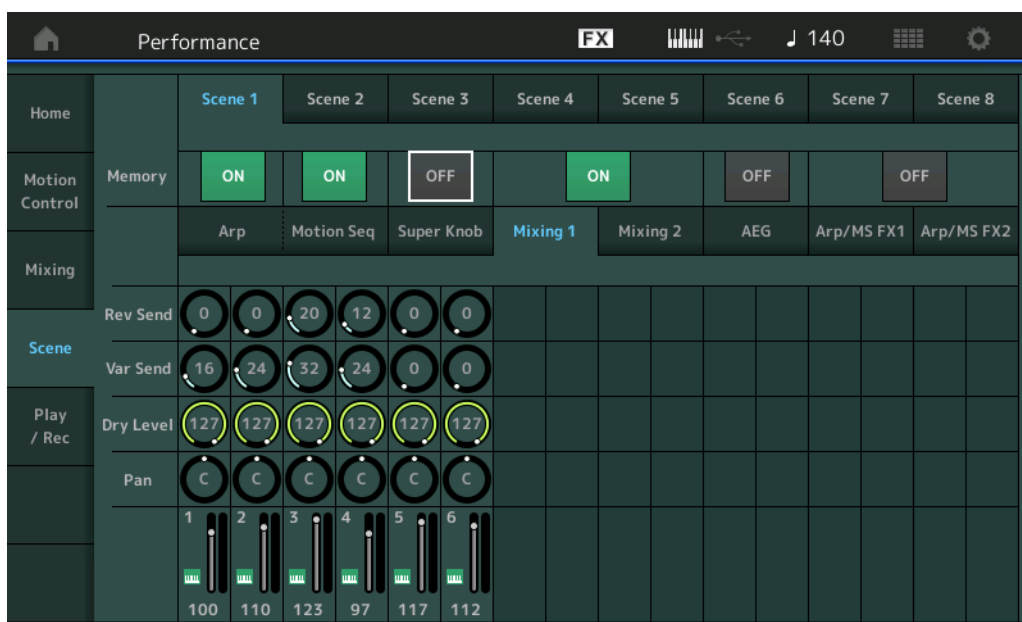 Performance FX 140
Scene 1 Scene 2 Scene 3 Scene 4 Scene 5 Scene 6 Scene 7 Scene 8
Home
Memory ON ON OFF ON OFF OFF
Motion
Control
Arp Motion Seq Super Knob Mixing 1 Mixing 2 AEG Arp/MS FX1 Arp/MS FX2
Mixing
Rev Send 0 0 20 12 0 0
Scene
Var Send 16 24 32 24 0 0
Play
/ Rec
Dry Level 127 127 127 127 127 127
Pan C C C C C C
1 2 3 4 5 6
100 110 123 97 117 112